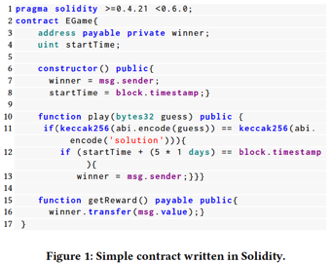 1 pragma solidity >=0.4.21 <0.6.0;
2 contract EGame{
3 address payable private winner;
4 uint startTime;
6 constructor() public{
7 winner = msg.sender;
8 startTime = block.timestamp;}
10 function play(bytes32 guess) public {
11 if(keccak256(abi.encode(guess)) == keccak256(abi.
encode('solution'))){
12 if (startTime + (5 * 1 days) == block.timestamp
){
13 winner = msg.sender;}}}
15 function getReward() payable public{
16 winner.transfer(msg.value);}
17 }
Figure 1: Simple contract written in Solidity.